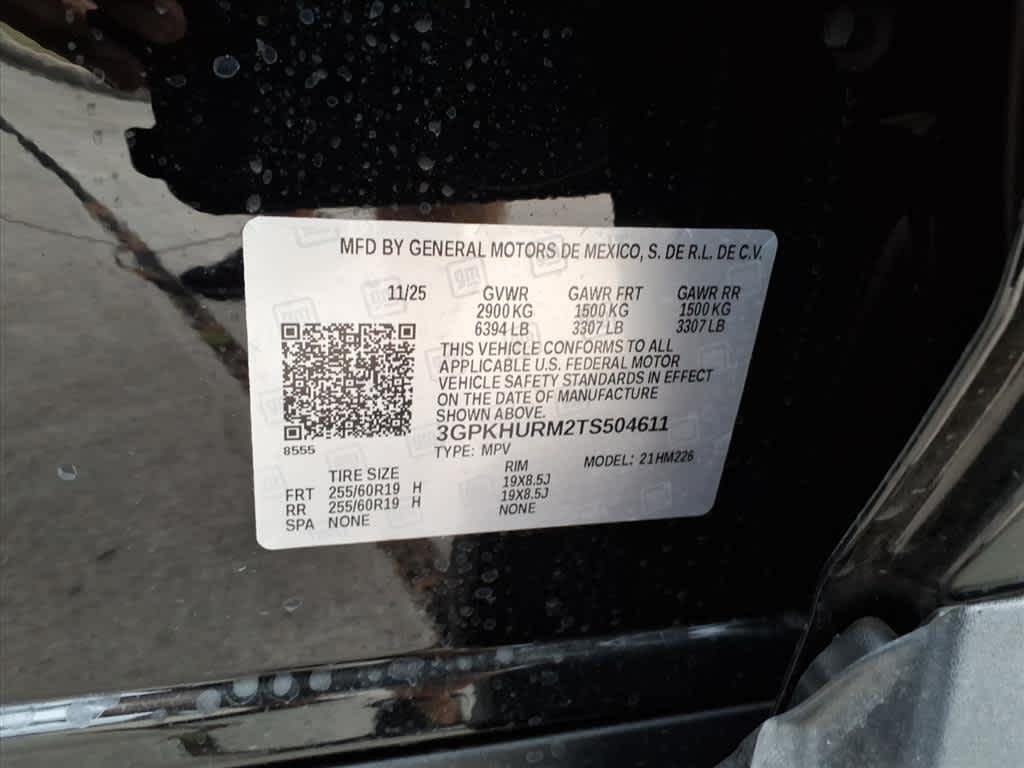 MFD BY GENERAL MOTORS DE MEXICO, S. DE R.L. DE C.V.
11/25 GVWR GAWR FRT GAWR RR
2900 KG 1500 KG 1500 KG
6394 LB 3307 LB 3307 LB
THIS VEHICLE CONFORMS TO ALL
APPLICABLE U.S. FEDERAL MOTOR
VEHICLE SAFETY STANDARDS IN EFFECT
ON THE DATE OF MANUFACTURE
SHOWN ABOVE.
3GPKHURM2TS504611
8555 TYPE: MPV MODEL: 21HM226
TIRE SIZE RIM
FRT 255/60R19 H 19X8.5J
RR 255/60R19 H 19X8.5J
SPA NONE NONE